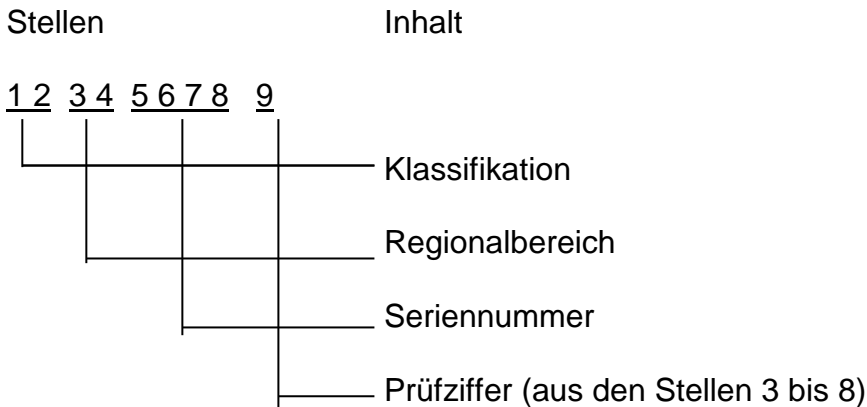 Stellen Inhalt
1 2 3 4 5 6 7 8 9
Klassifikation
Regionalbereich
Seriennummer
Prüfziffer (aus den Stellen 3 bis 8)